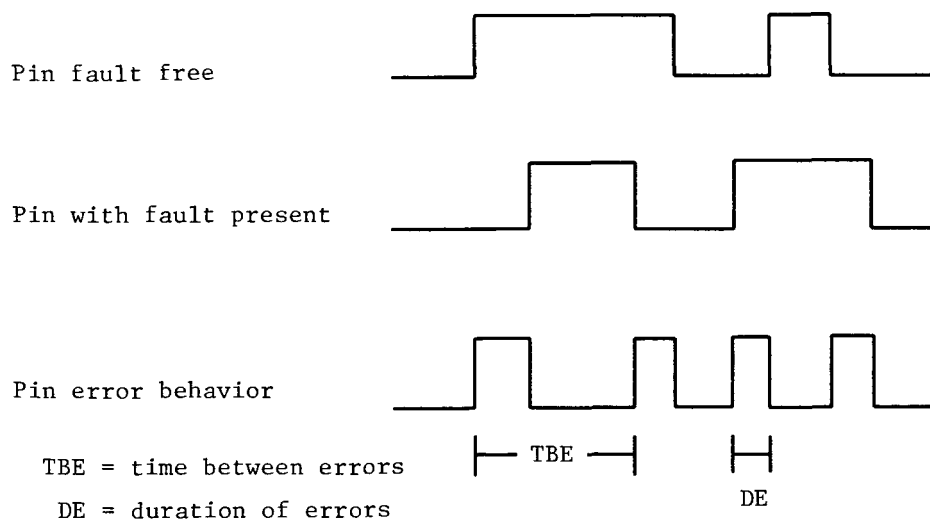 Pin fault free
Pin with fault present
Pin error behavior
TBE
TBE = time between errors
DE
DE = duration of errors